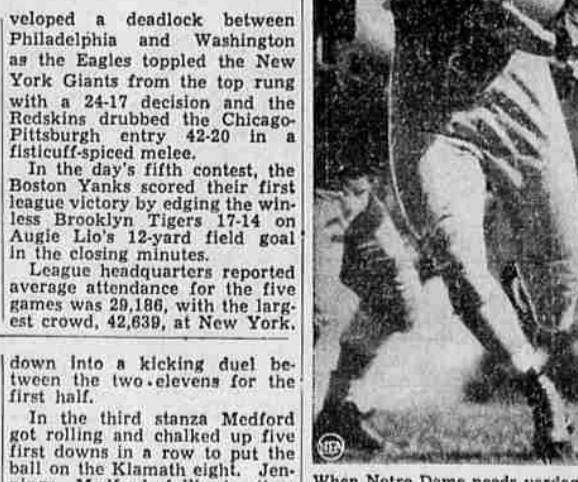 veloped a deadlock between
Philadelphia and Washington
as the Eagles toppled the New
York Giants from the top rung
with a 24-17 decision and the
Redskins drubbed the Chicago-
Pittsburgh entry 42-20 in a
fisticuff-spiced melee.
In the day's fifth contest, the
Boston Yanks scored their first
league victory by edging the win-
less Brooklyn Tigers 17-14 on
Augie Lio's 12-yard field goal
in the closing minutes.
League headquarters reported
average attendance for the five
games was 29,186, with the larg-
est crowd, 42,639, at New York.
down into a kicking duel be-
tween the two elevens for the
first half.
In the third stanza Medford
got rolling and chalked up five
first downs in a row to put the
ball on the Klamath eight. Jen-
NEA
When Notre Dame needs